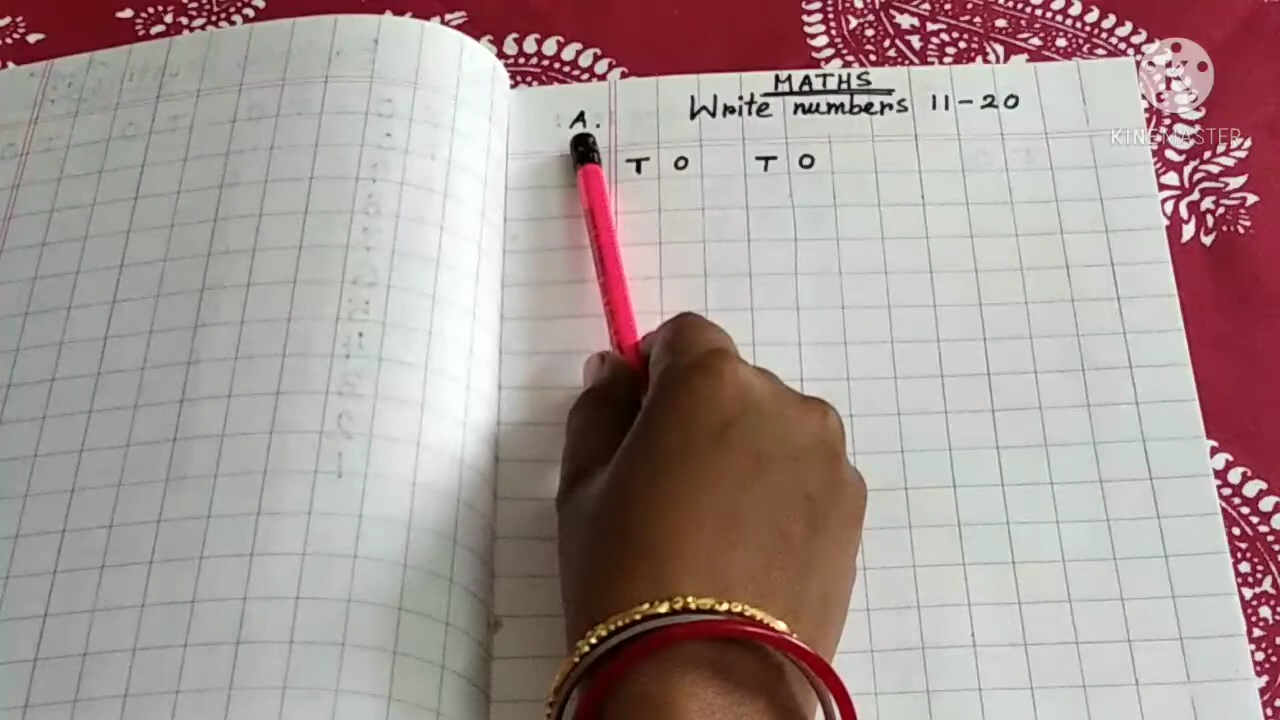 MATHS
Write numbers 11-20
A.
T O T O
KINEMASTER